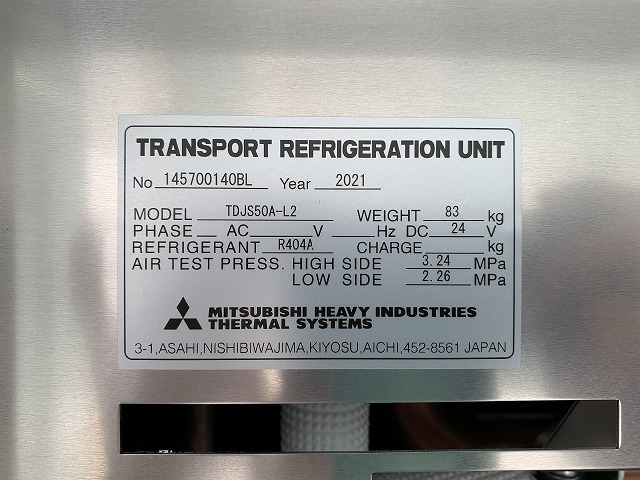 TRANSPORT REFRIGERATION UNIT
No 145700140BL Year 2021
MODEL TDJS50A-L2 WEIGHT 83 kg
PHASE AC V Hz DC 24 V
REFRIGERANT R404A CHARGE kg
AIR TEST PRESS. HIGH SIDE 3.24 MPa
LOW SIDE 2.26 MPa
MITSUBISHI HEAVY INDUSTRIES
THERMAL SYSTEMS
3-1,ASAHI,NISHIBIWAJIMA,KIYOSU,AICHI,452-8561 JAPAN